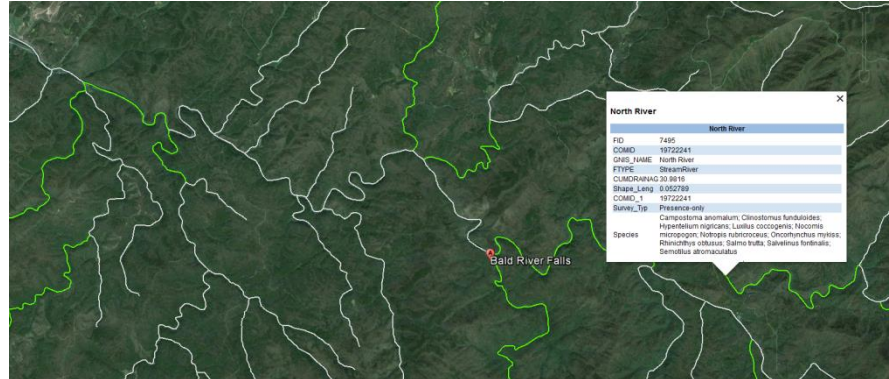 North River
North River
FID 7495
COMID 19722241
GNIS_NAME North River
FTYPE StreamRiver
CUMDRAINAG 30.9816
Shape_Leng 0.052789
COMID_1 19722241
Survey_Typ Presence-only
Campostoma anomalum; Clinostomus funduloides;
Hypentelium nigricans; Luxilus coccogenis; Nocomis
Species micropogon; Notropis rubricroceus; Oncorhynchus mykiss;
Rhinichthys obtusus; Salmo trutta; Salvelinus fontinalis;
Semotilus atromaculatus
Bald River Falls